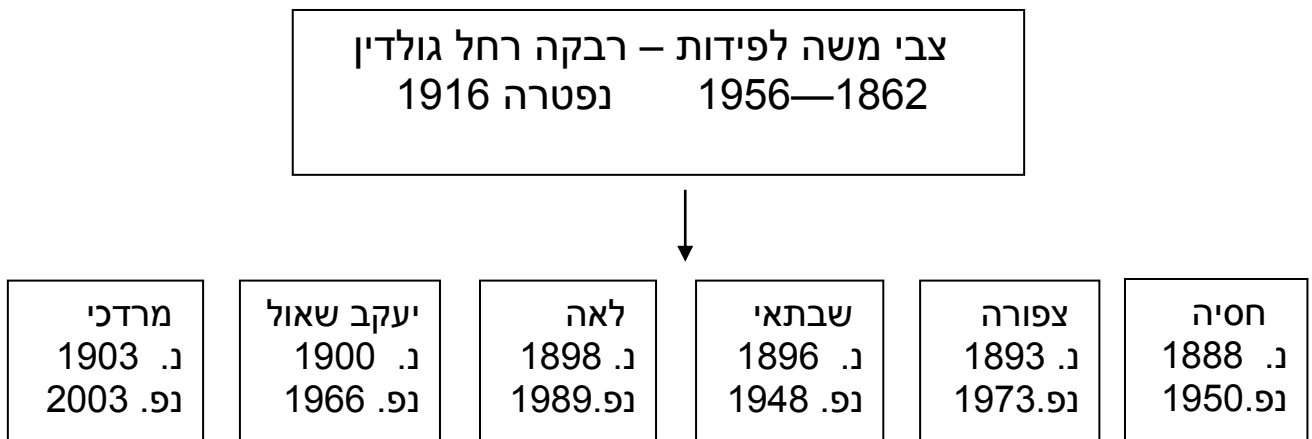 צבי משה לפידות – רבקה רחל גולדין
1862—1956 נפטרה 1916
חסיה
נ. 1888
נפ.1950
צפורה
נ. 1893
נפ.1973
שבתאי
נ. 1896
נפ. 1948
לאה
נ. 1898
נפ.1989
יעקב שאול
נ. 1900
נפ. 1966
מרדכי
נ. 1903
נפ. 2003